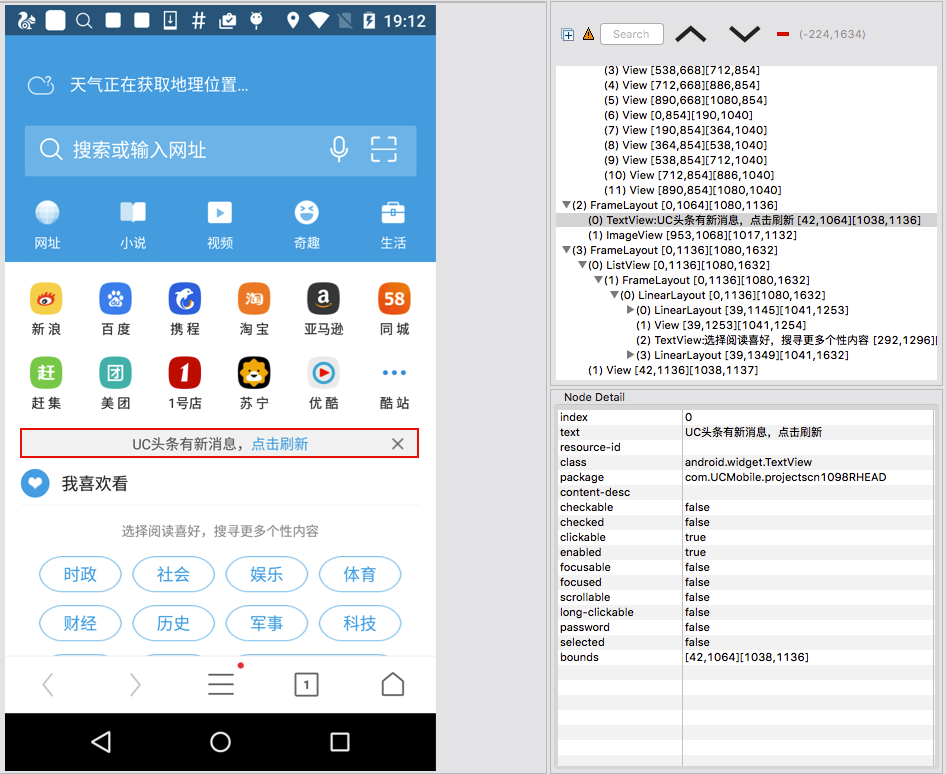 19:12
天气正在获取地理位置...
搜索或输入网址
网址 小说 视频 奇趣 生活
淘 a 58
新浪 百度 携程 淘宝 亚马逊 同城
赶 团 1
赶集 美团 1号店 苏宁 优酷 酷站
UC头条有新消息，点击刷新
我喜欢看
选择阅读喜好，搜寻更多个性内容
时政 社会 娱乐 体育
财经 历史 军事 科技
1
Search (-224,1634)
(3) View [538,668][712,854]
(4) View [712,668][886,854]
(5) View [890,668][1080,854]
(6) View [0,854][190,1040]
(7) View [190,854][364,1040]
(8) View [364,854][538,1040]
(9) View [538,854][712,1040]
(10) View [712,854][886,1040]
(11) View [890,854][1080,1040]
(2) FrameLayout [0,1064][1080,1136]
(0) TextView:UC头条有新消息，点击刷新 [42,1064][1038,1136]
(1) ImageView [953,1068][1017,1132]
(3) FrameLayout [0,1136][1080,1632]
(0) ListView [0,1136][1080,1632]
(1) FrameLayout [0,1136][1080,1632]
(0) LinearLayout [0,1136][1080,1632]
(0) LinearLayout [39,1145][1041,1253]
(1) View [39,1253][1041,1254]
(2) TextView:选择阅读喜好，搜寻更多个性内容 [292,1296][
(3) LinearLayout [39,1349][1041,1632]
(1) View [42,1136][1038,1137]
Node Detail
index 0
text UC头条有新消息，点击刷新
resource-id
class android.widget.TextView
package com.UCMobile.projectscn1098RHEAD
content-desc
checkable false
checked false
clickable true
enabled true
focusable false
focused false
scrollable false
long-clickable false
password false
selected false
bounds [42,1064][1038,1136]